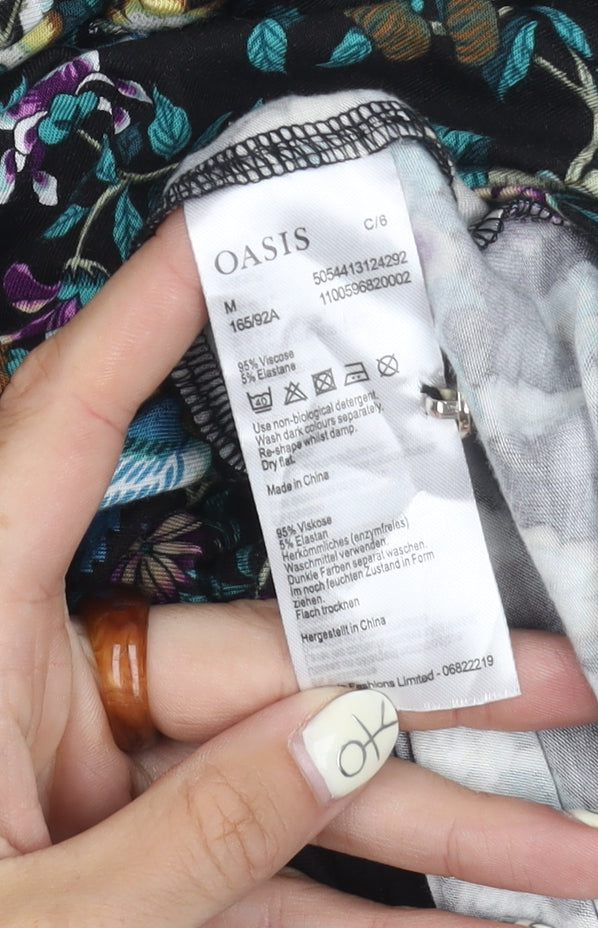 OASIS
C/6
M
165/92A
5054413124292
1100596820002
95% Viscose
5% Elastane
40
Use non-biological detergent.
Wash dark colours separately.
Re-shape whilst damp.
Dry flat.
Made in China
95% Viskose
5% Elastan
Herkömmliches (enzymfreies)
Waschmittel verwenden.
Dunkle Farben separat waschen.
Im noch feuchten Zustand in Form
ziehen.
Flach trocknen
Hergestellt in China
Fashions Limited - 06822219